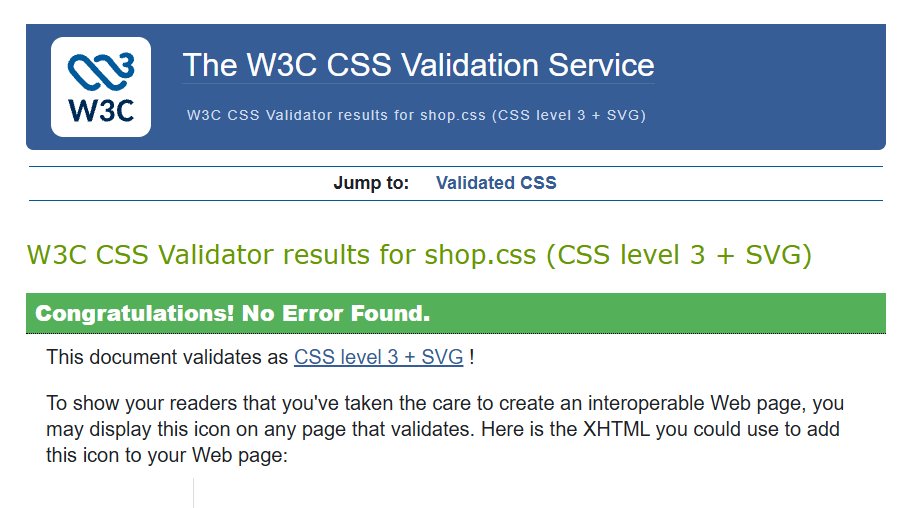 W3C
The W3C CSS Validation Service
W3C CSS Validator results for shop.css (CSS level 3 + SVG)
Jump to: Validated CSS
W3C CSS Validator results for shop.css (CSS level 3 + SVG)
Congratulations! No Error Found.
This document validates as CSS level 3 + SVG !
To show your readers that you've taken the care to create an interoperable Web page, you
may display this icon on any page that validates. Here is the XHTML you could use to add
this icon to your Web page: